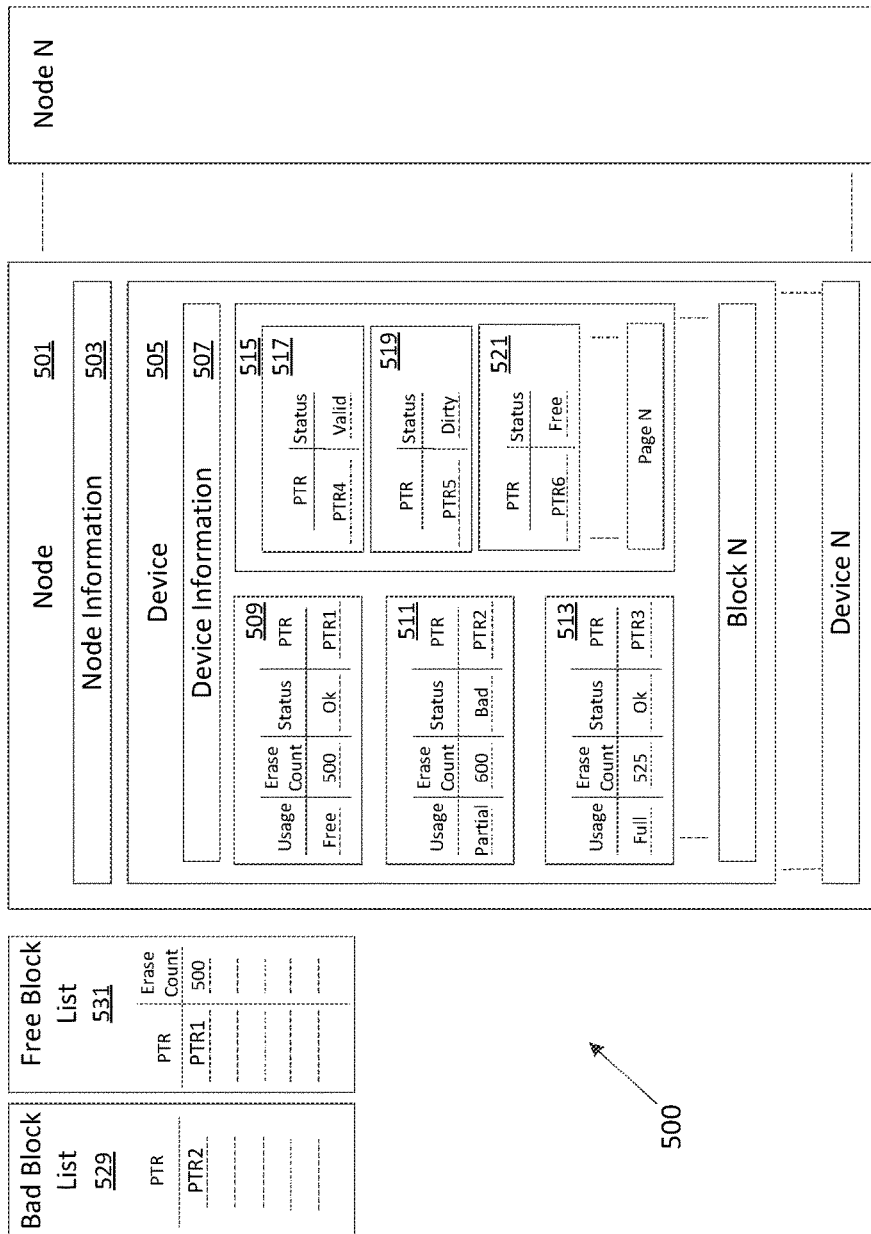 Bad Block
List
529
PTR
PTR2
Free Block
List
531
PTR
Erase
Count
PTR1
500
Node
501
Node Information
503
Device
505
Device Information
507
509
Usage
Erase
Count
Status
PTR
Free
500
Ok
PTR1
511
Usage
Erase
Count
Status
PTR
Partial
600
Bad
PTR2
513
Usage
Erase
Count
Status
PTR
Full
525
Ok
PTR3
515
517
PTR
Status
PTR4
Valid
519
PTR
Status
PTR5
Dirty
521
PTR
Status
PTR6
Free
Page N
Block N
Device N
Node N
500